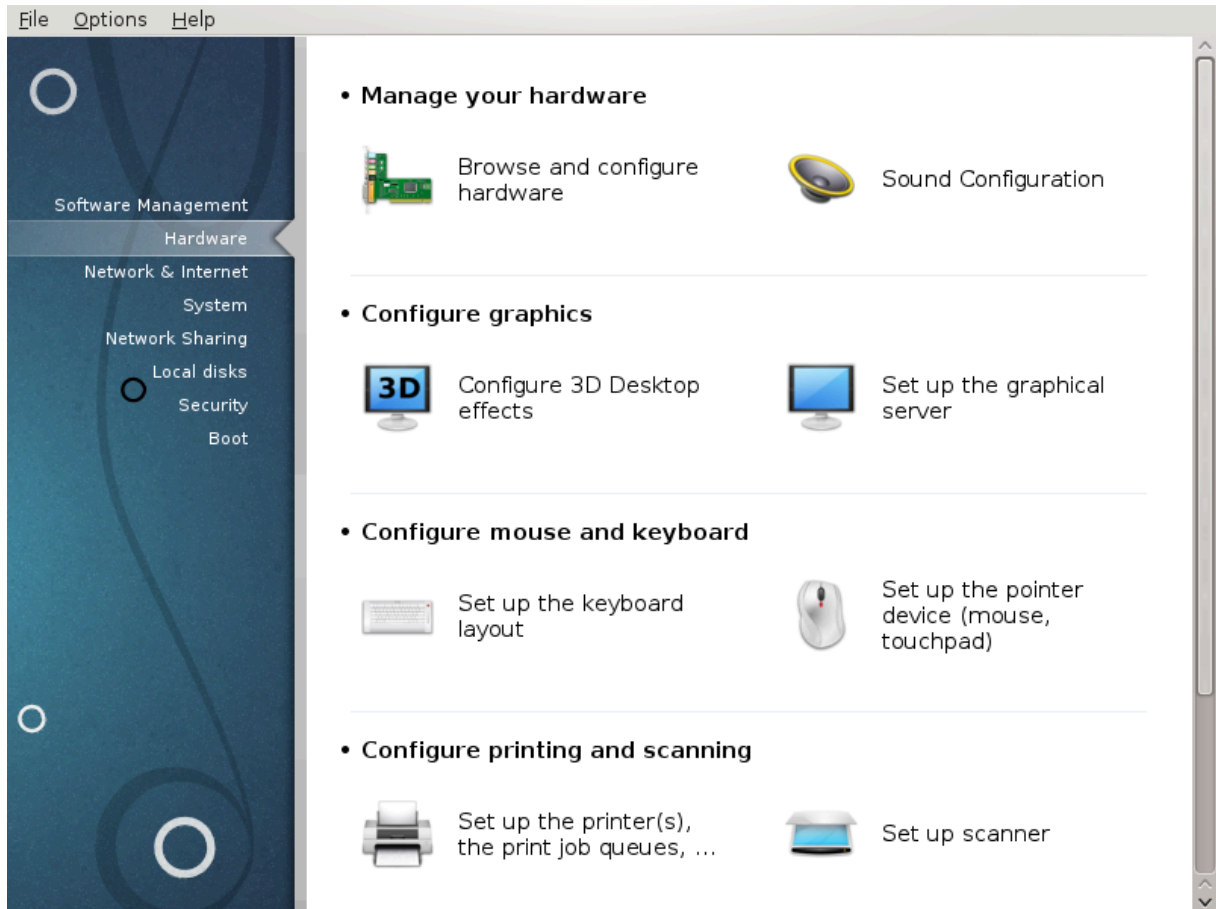 File Options Help
Software Management
Hardware
Network & Internet
System
Network Sharing
Local disks
Security
Boot
• Manage your hardware
Browse and configure
hardware
Sound Configuration
• Configure graphics
3D
Configure 3D Desktop
effects
Set up the graphical
server
• Configure mouse and keyboard
Set up the keyboard
layout
Set up the pointer
device (mouse,
touchpad)
• Configure printing and scanning
Set up the printer(s),
the print job queues, ...
Set up scanner